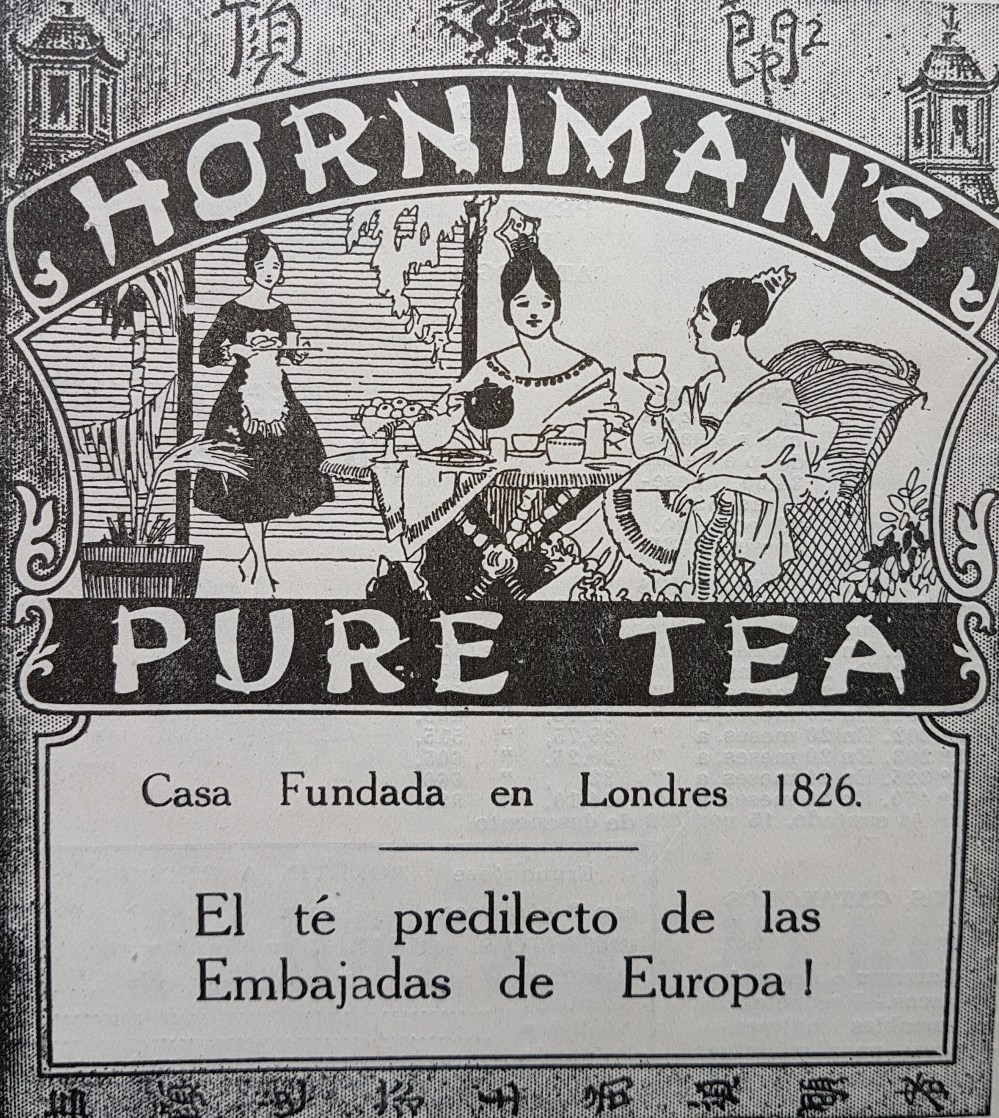 HORNIMAN'S
PURE TEA
Casa Fundada en Londres 1826.
El té predilecto de las
Embajadas de Europa !